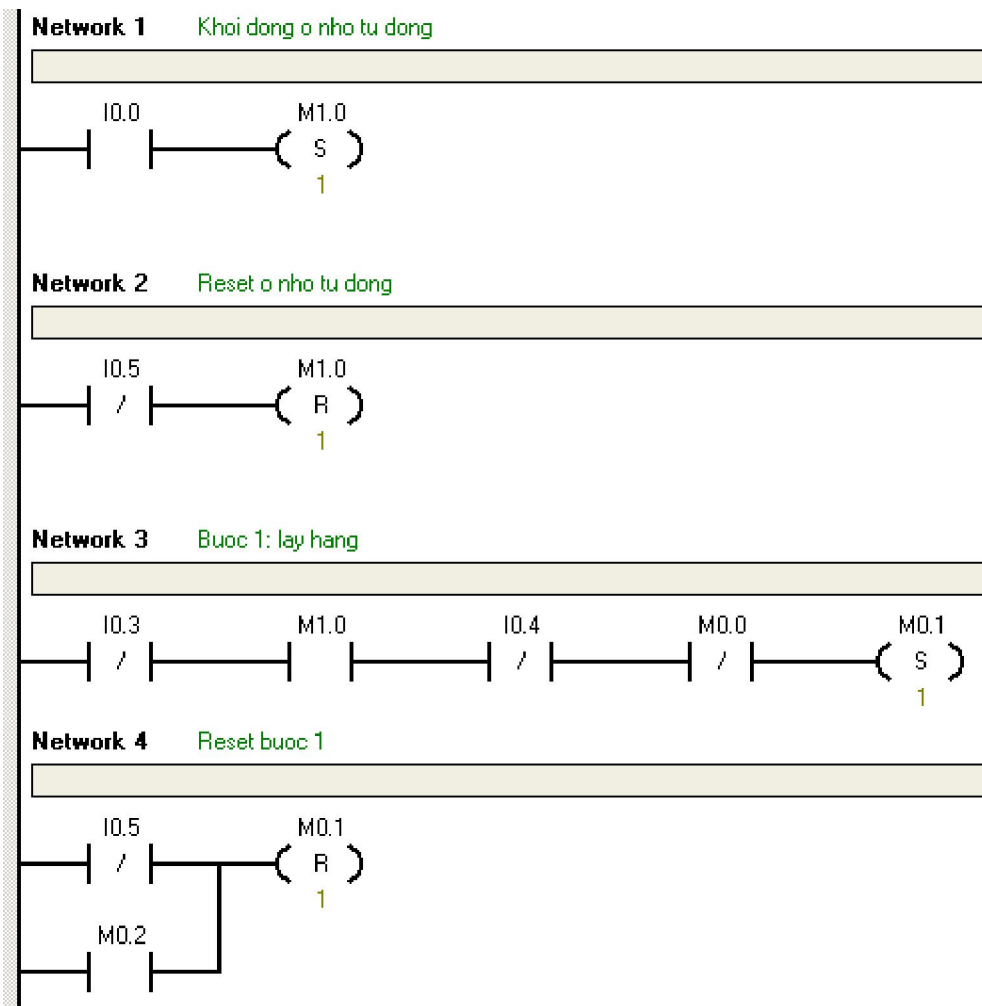 Network 1 Khoi dong o nho tu dong
I0.0 M1.0
S
1
Network 2 Reset o nho tu dong
I0.5 M1.0
/ R
1
Network 3 Buoc 1: lay hang
I0.3 M1.0 I0.4 M0.0 M0.1
/ / / S
1
Network 4 Reset buoc 1
I0.5 M0.1
/ R
1
M0.2